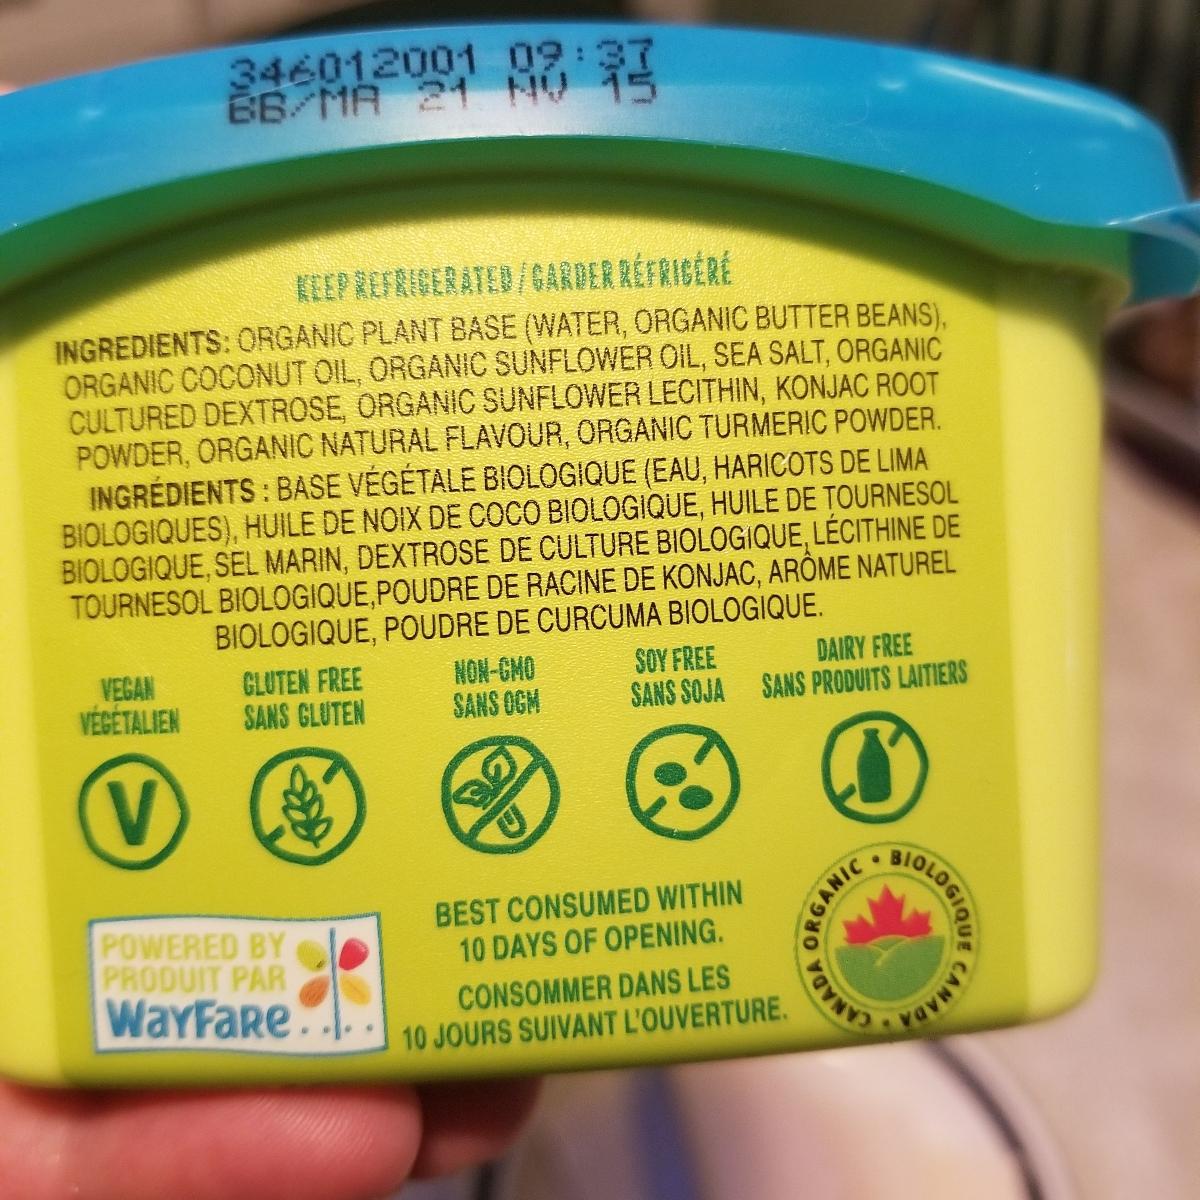 346012001 09:37
BB/MA 21 NV 15
KEEP REFRIGERATED / GARDER RÉFRIGÉRÉ
INGREDIENTS: ORGANIC PLANT BASE (WATER, ORGANIC BUTTER BEANS),
ORGANIC COCONUT OIL, ORGANIC SUNFLOWER OIL, SEA SALT, ORGANIC
CULTURED DEXTROSE, ORGANIC SUNFLOWER LECITHIN, KONJAC ROOT
POWDER, ORGANIC NATURAL FLAVOUR, ORGANIC TURMERIC POWDER.
INGRÉDIENTS : BASE VÉGÉTALE BIOLOGIQUE (EAU, HARICOTS DE LIMA
BIOLOGIQUES), HUILE DE NOIX DE COCO BIOLOGIQUE, HUILE DE TOURNESOL
BIOLOGIQUE, SEL MARIN, DEXTROSE DE CULTURE BIOLOGIQUE, LÉCITHINE DE
TOURNESOL BIOLOGIQUE, POUDRE DE RACINE DE KONJAC, ARÔME NATUREL
BIOLOGIQUE, POUDRE DE CURCUMA BIOLOGIQUE.
VEGAN
VÉGÉTALIEN
V
GLUTEN FREE
SANS GLUTEN
NON-GMO
SANS OGM
SOY FREE
SANS SOJA
DAIRY FREE
SANS PRODUITS LAITIERS
POWERED BY
PRODUIT PAR
WAYFARE
BEST CONSUMED WITHIN
10 DAYS OF OPENING.
CONSOMMER DANS LES
10 JOURS SUIVANT L'OUVERTURE.
CANADA ORGANIC • BIOLOGIQUE CANADA •